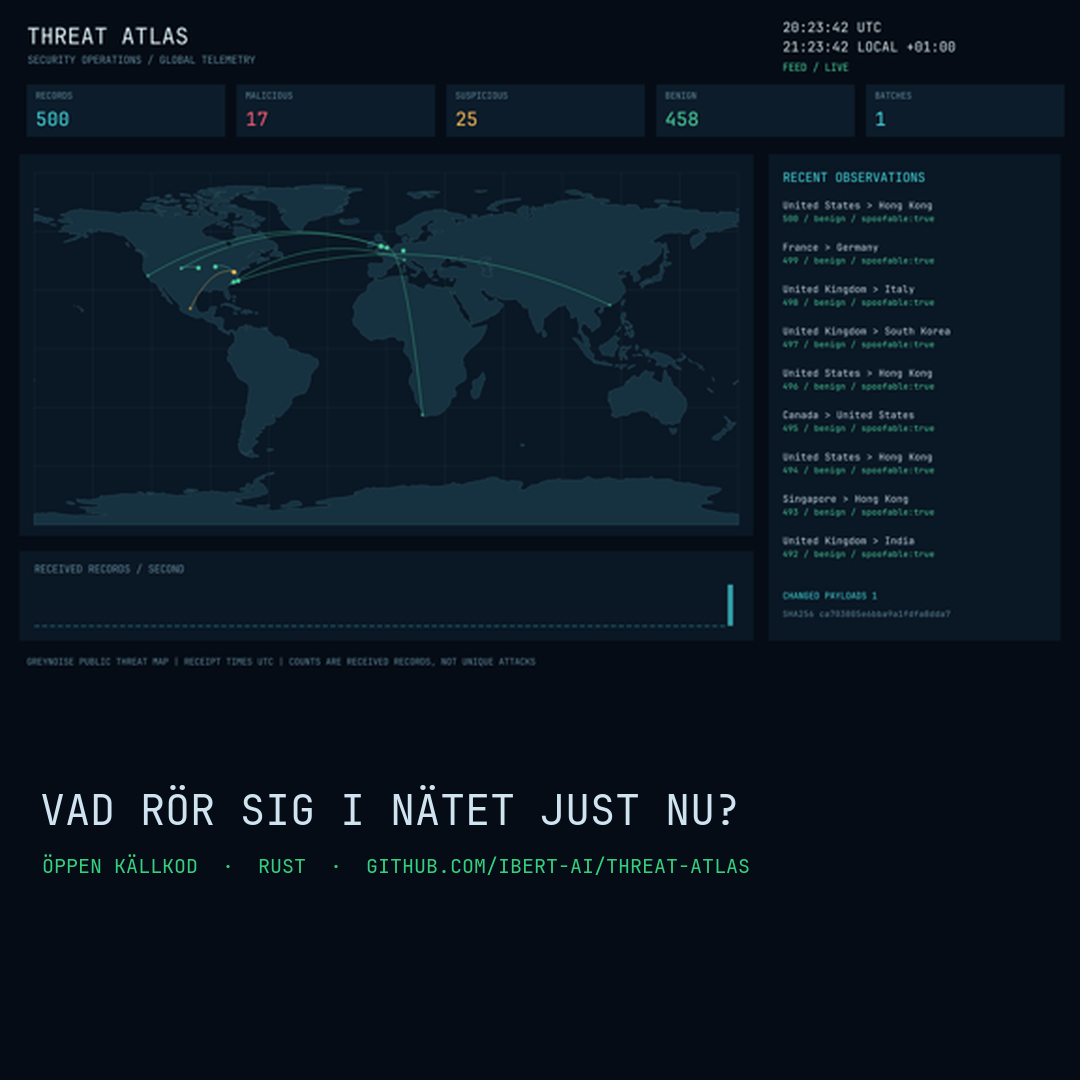 THREAT ATLAS
SECURITY OPERATIONS / GLOBAL TELEMETRY
20:23:42 UTC
21:23:42 LOCAL +01:00
FEED / LIVE
RECORDS
500
MALICIOUS
17
SUSPICIOUS
25
BENIGN
458
BATCHES
1
RECENT OBSERVATIONS
United States > Hong Kong
500 / benign / spoofable:true
France > Germany
499 / benign / spoofable:true
United Kingdom > Italy
498 / benign / spoofable:true
United Kingdom > South Korea
497 / benign / spoofable:true
United States > Hong Kong
496 / benign / spoofable:true
Canada > United States
495 / benign / spoofable:true
United States > Hong Kong
494 / benign / spoofable:true
Singapore > Hong Kong
493 / benign / spoofable:true
United Kingdom > India
492 / benign / spoofable:true
CHANGED PAYLOADS 1
SHA256
RECEIVED RECORDS / SECOND
GREYNOISE PUBLIC THREAT MAP | RECEIPT TIMES UTC | COUNTS ARE RECEIVED RECORDS, NOT UNIQUE ATTACKS
VAD RÖR SIG I NÄTET JUST NU?
ÖPPEN KÄLLKOD · RUST · GITHUB.COM/IBERT-AI/THREAT-ATLAS